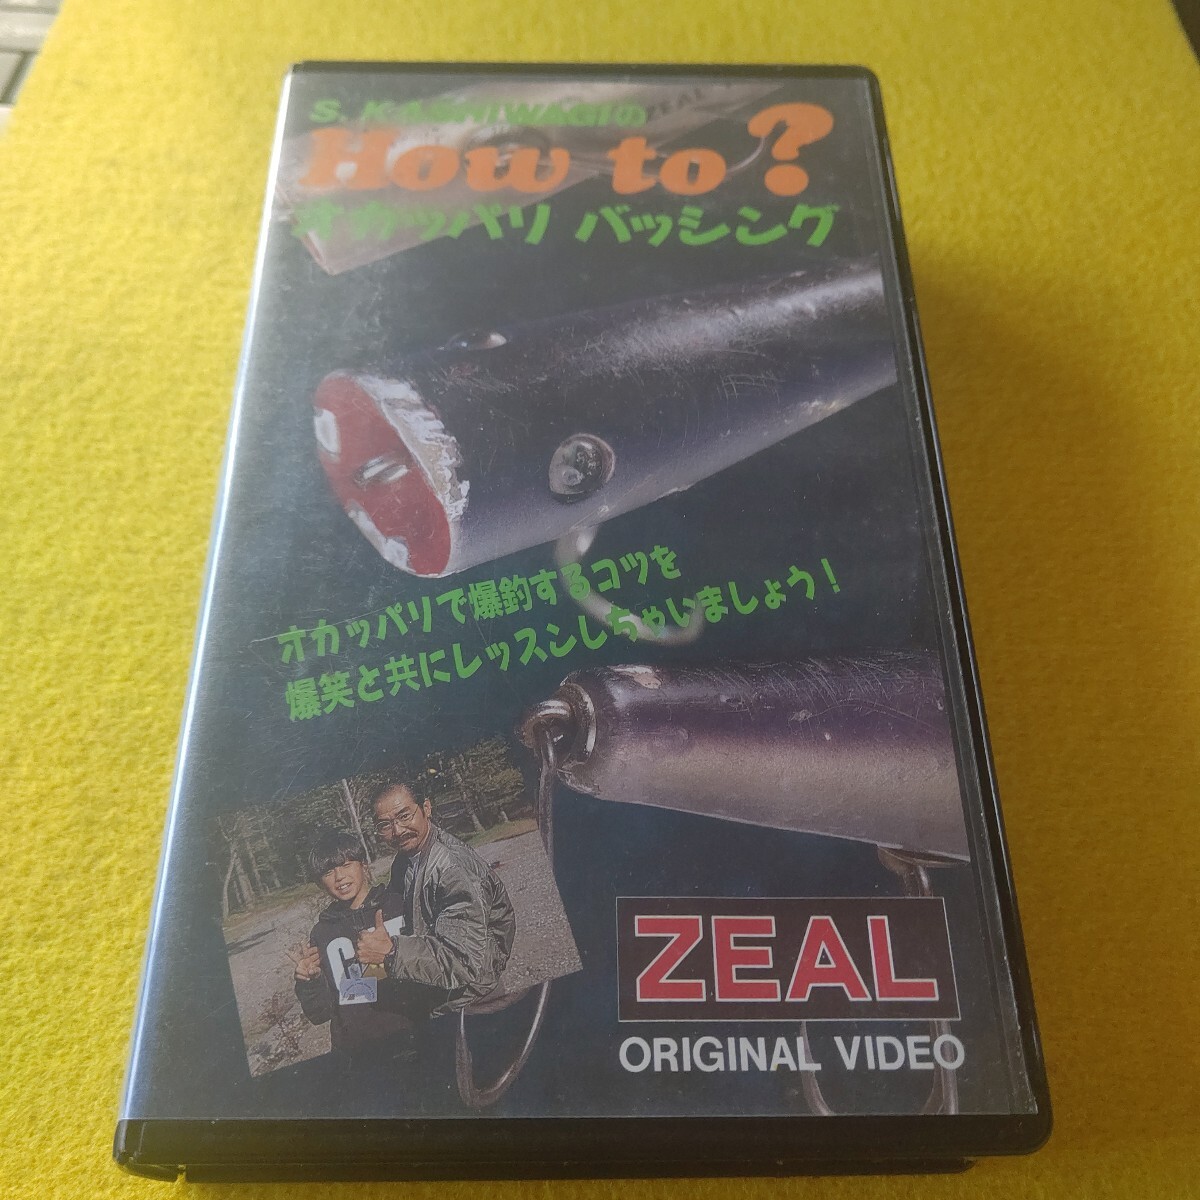 S. KASHIWAGIの
How to?
オカッパリ バッシング
オカッパリで爆釣するコツを
爆笑と共にレッスンしちゃいましょう!
ZEAL
ORIGINAL VIDEO